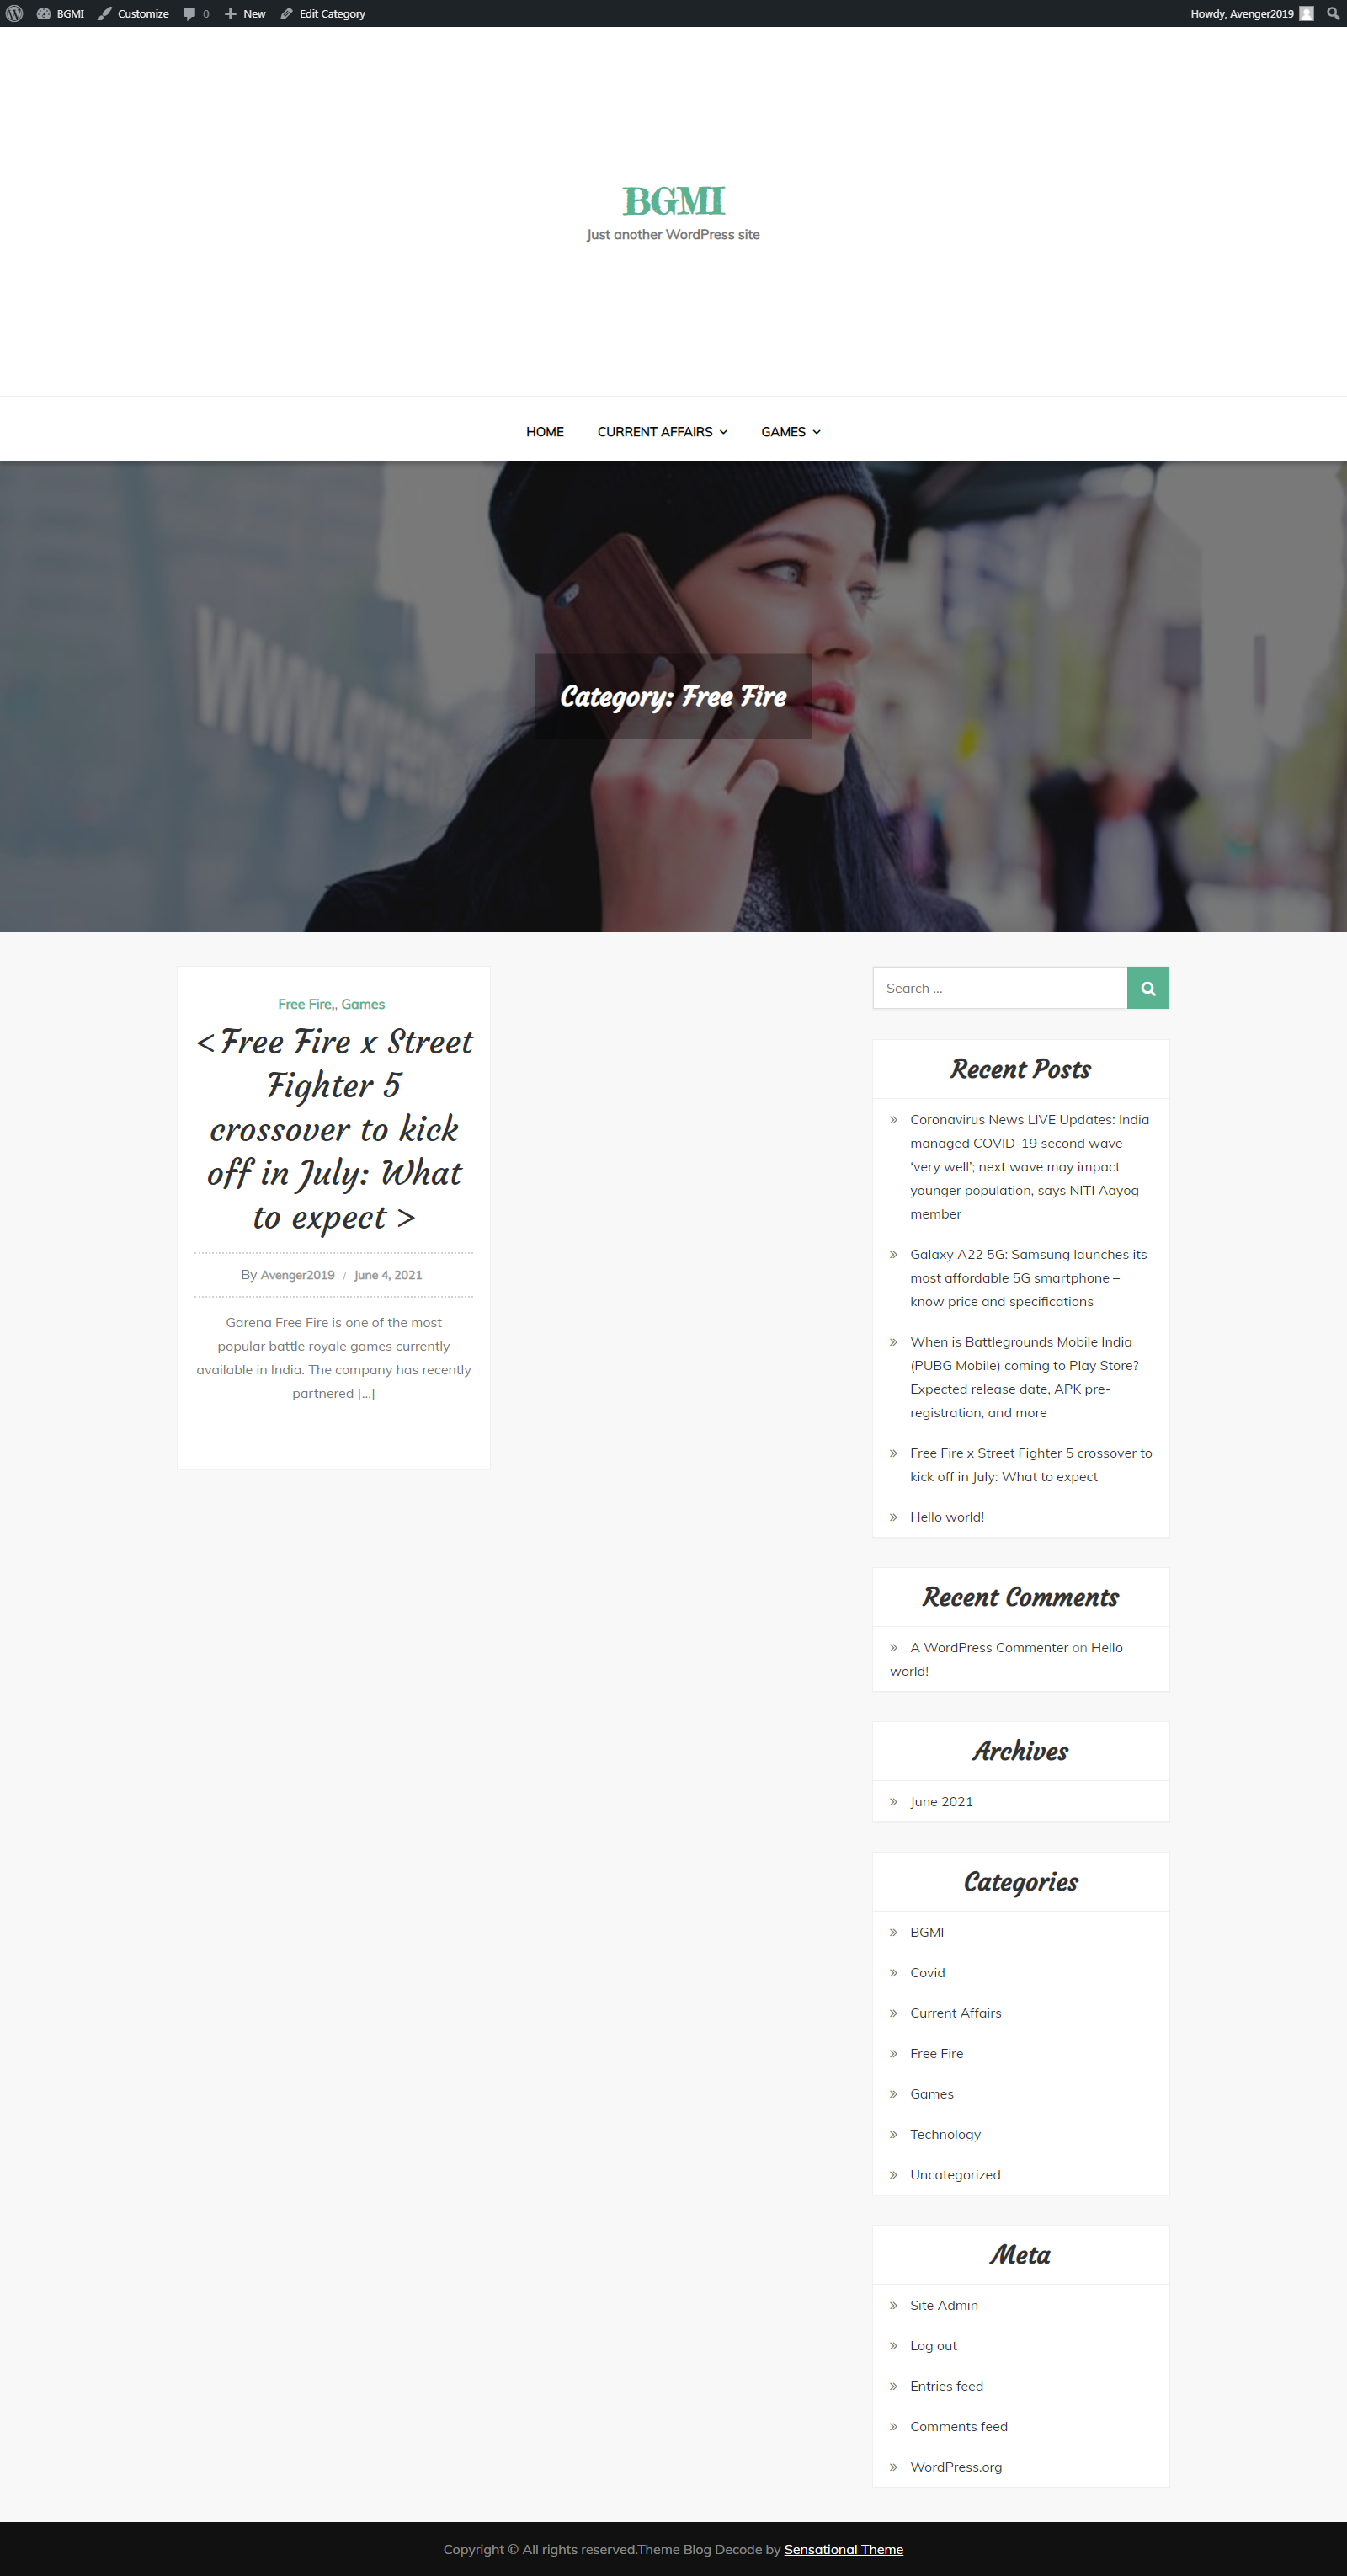 BGMI Customize 0 New Edit Category Howdy, Avenger2019
BGMI
Just another WordPress site
HOME CURRENT AFFAIRS GAMES
www.green
Category: Free Fire
Free Fire,, Games
<Free Fire x Street
Fighter 5
crossover to kick
off in July: What
to expect >
By Avenger2019 / June 4, 2021
Garena Free Fire is one of the most
popular battle royale games currently
available in India. The company has recently
partnered [...]
Search ...
Recent Posts
» Coronavirus News LIVE Updates: India
managed COVID-19 second wave
‘very well’; next wave may impact
younger population, says NITI Aayog
member
» Galaxy A22 5G: Samsung launches its
most affordable 5G smartphone –
know price and specifications
» When is Battlegrounds Mobile India
(PUBG Mobile) coming to Play Store?
Expected release date, APK pre-
registration, and more
» Free Fire x Street Fighter 5 crossover to
kick off in July: What to expect
» Hello world!
Recent Comments
» A WordPress Commenter on Hello
world!
Archives
» June 2021
Categories
» BGMI
» Covid
» Current Affairs
» Free Fire
» Games
» Technology
» Uncategorized
Meta
» Site Admin
» Log out
» Entries feed
» Comments feed
» WordPress.org
Copyright © All rights reserved.Theme Blog Decode by Sensational Theme